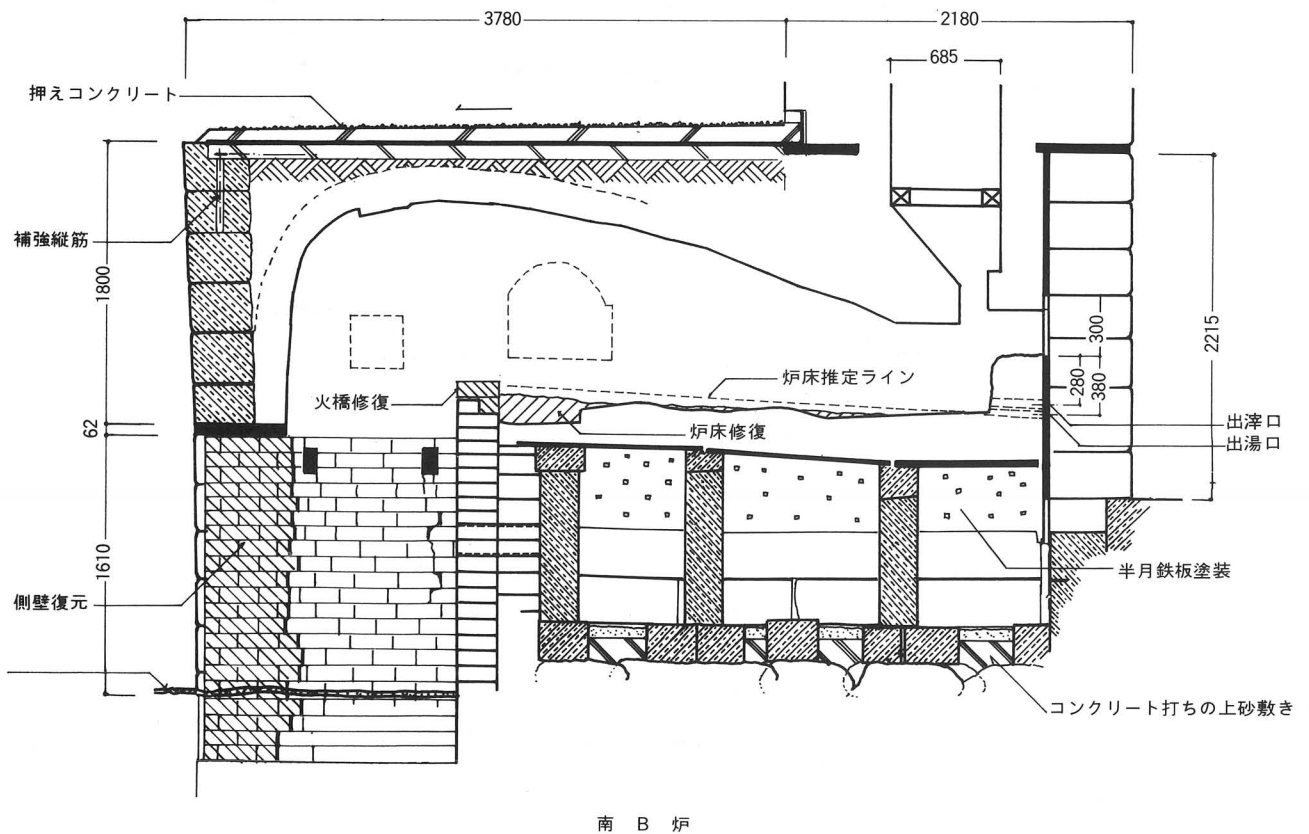 3780
2180
685
押えコンクリート
補強縦筋
1800
2215
300
280
380
炉床推定ライン
火橋修復
炉床修復
出滓口
出湯口
62
1610
側壁復元
半月鉄板塗装
コンクリート打ちの上砂敷き
南 B 炉